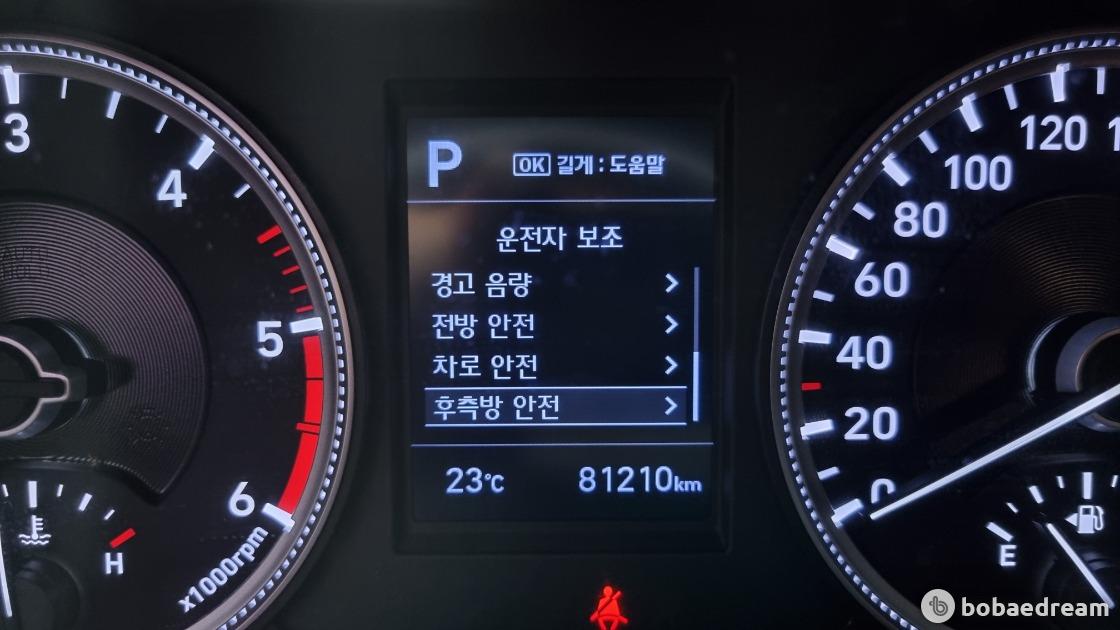 P
OK 길게 : 도움말
운전자 보조
경고 음량
전방 안전
차로 안전
후측방 안전
23℃ 81210km
3
4
5
6
x1000rpm
H
120
100
80
60
40
20
0
E
bobaedream